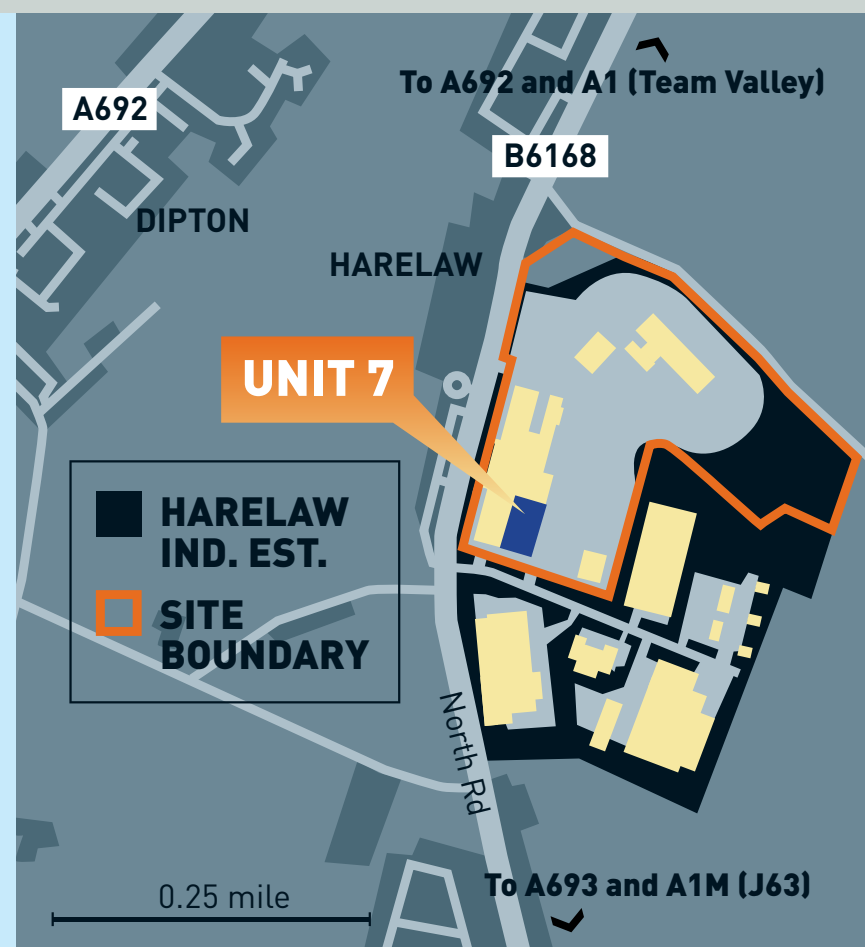 To A692 and A1 (Team Valley)
A692
B6168
DIPTON
HARELAW
UNIT 7
HARELAW
IND. EST.
SITE
BOUNDARY
North Rd
0.25 mile
To A693 and A1M (J63)